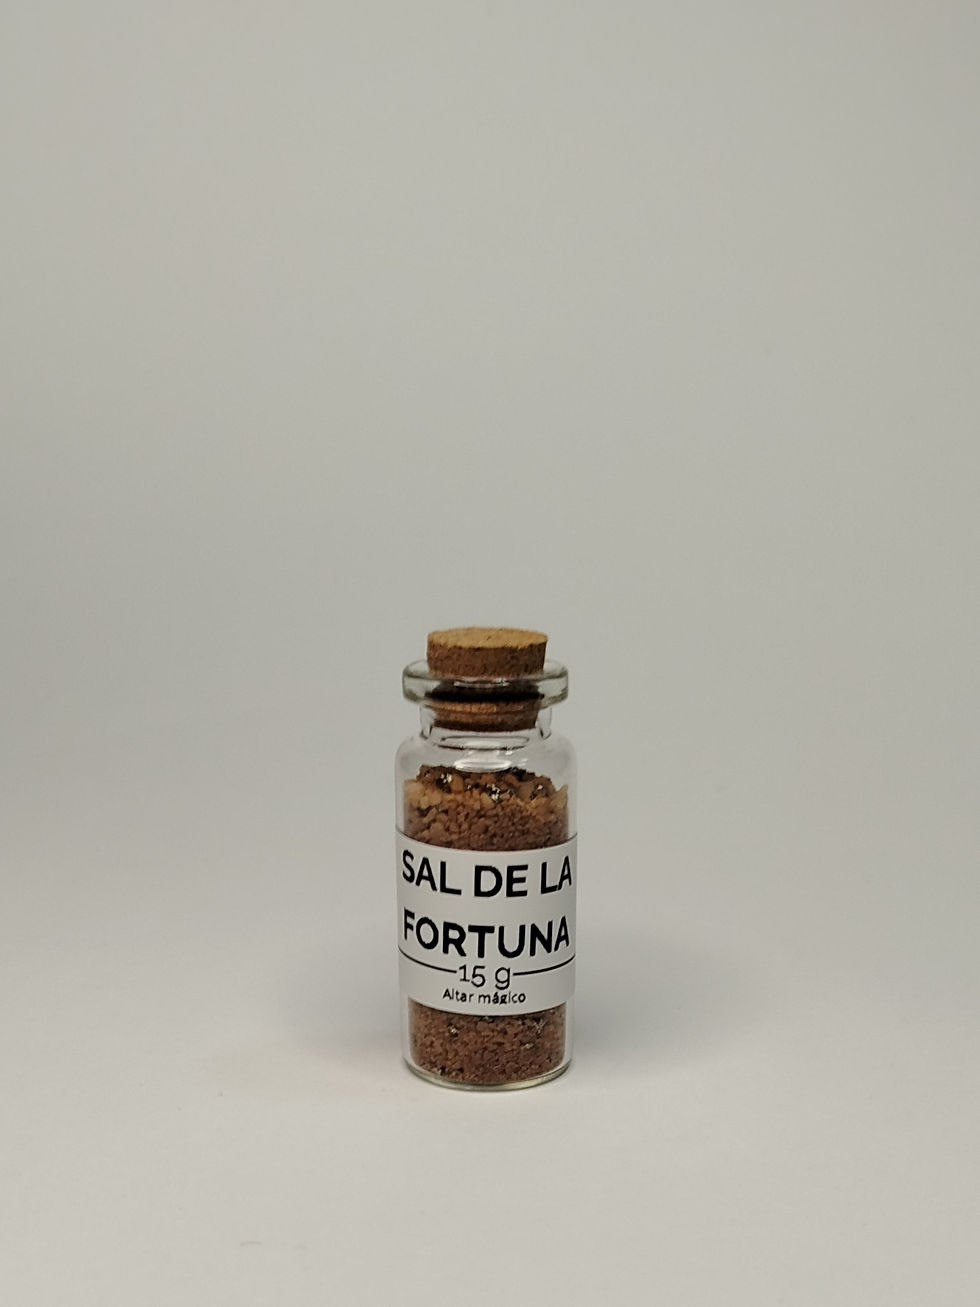 SAL DE LA
FORTUNA
15 g
Altar mágico